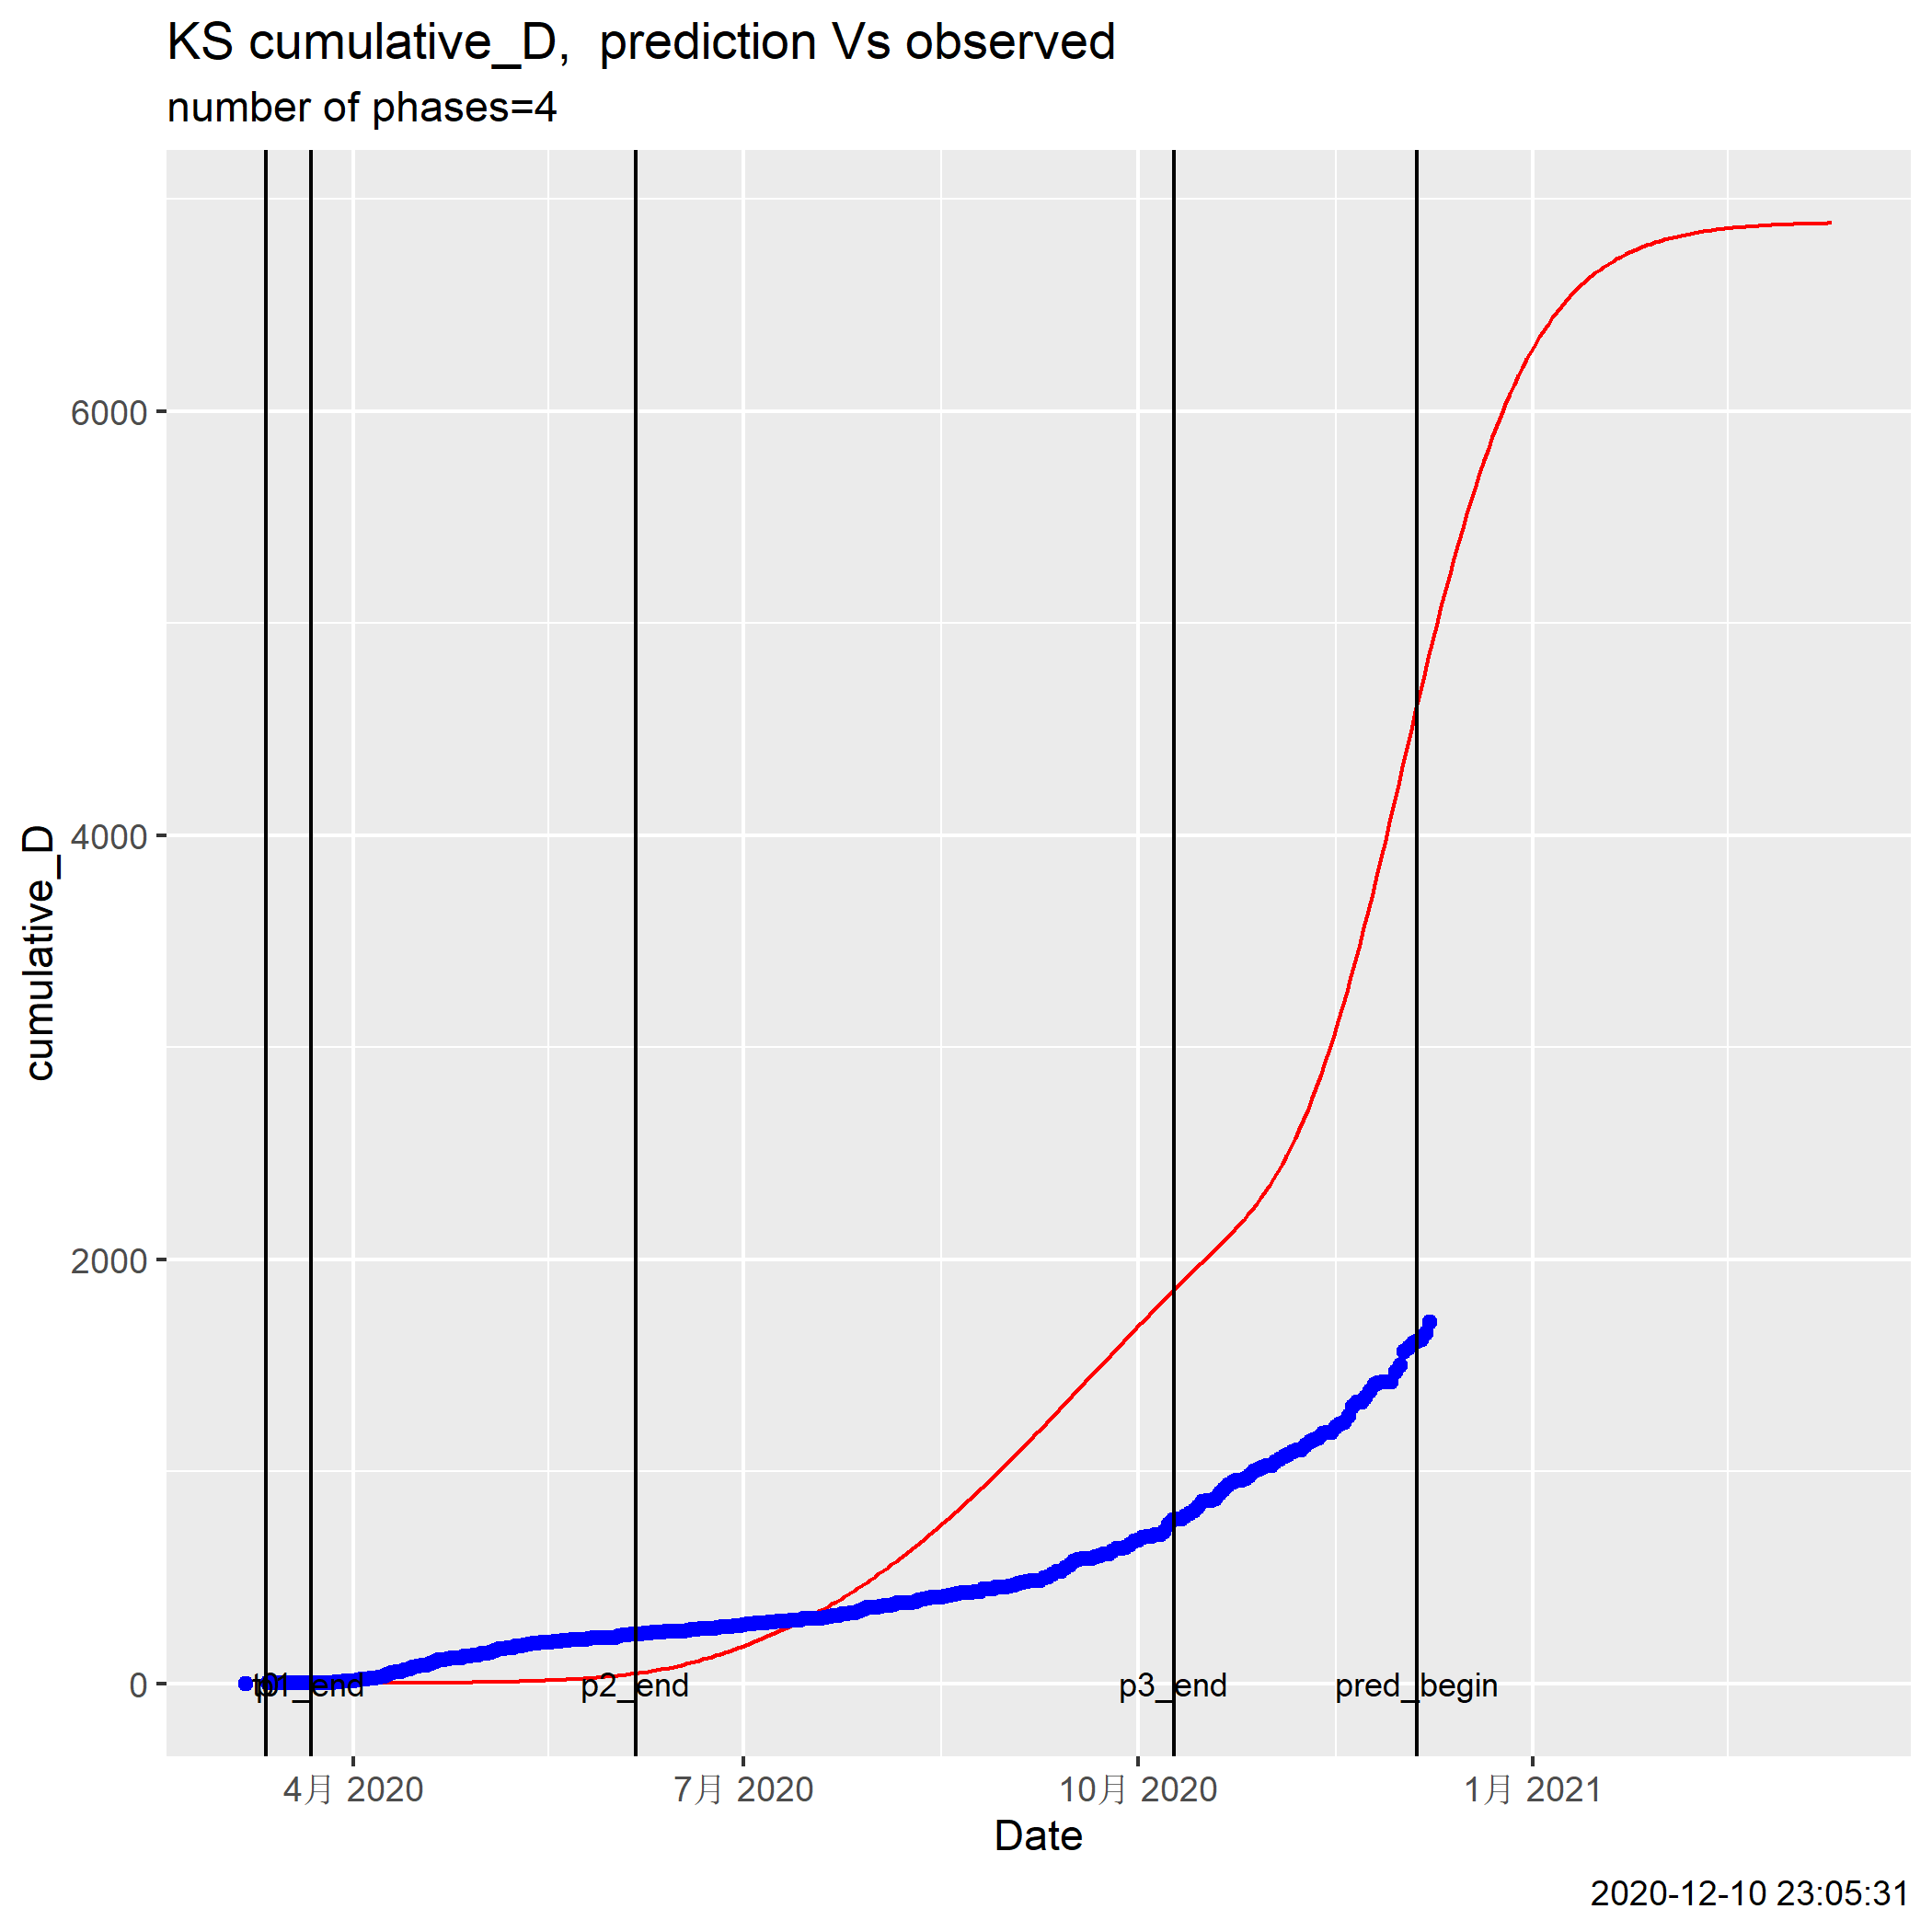 KS cumulative_D,  prediction Vs observed
number of phases=4
cumulative_D
6000
4000
2000
0
p1_end
p2_end
p3_end
pred_begin
4月 2020
7月 2020
10月 2020
1月 2021
Date
2020-12-10 23:05:31